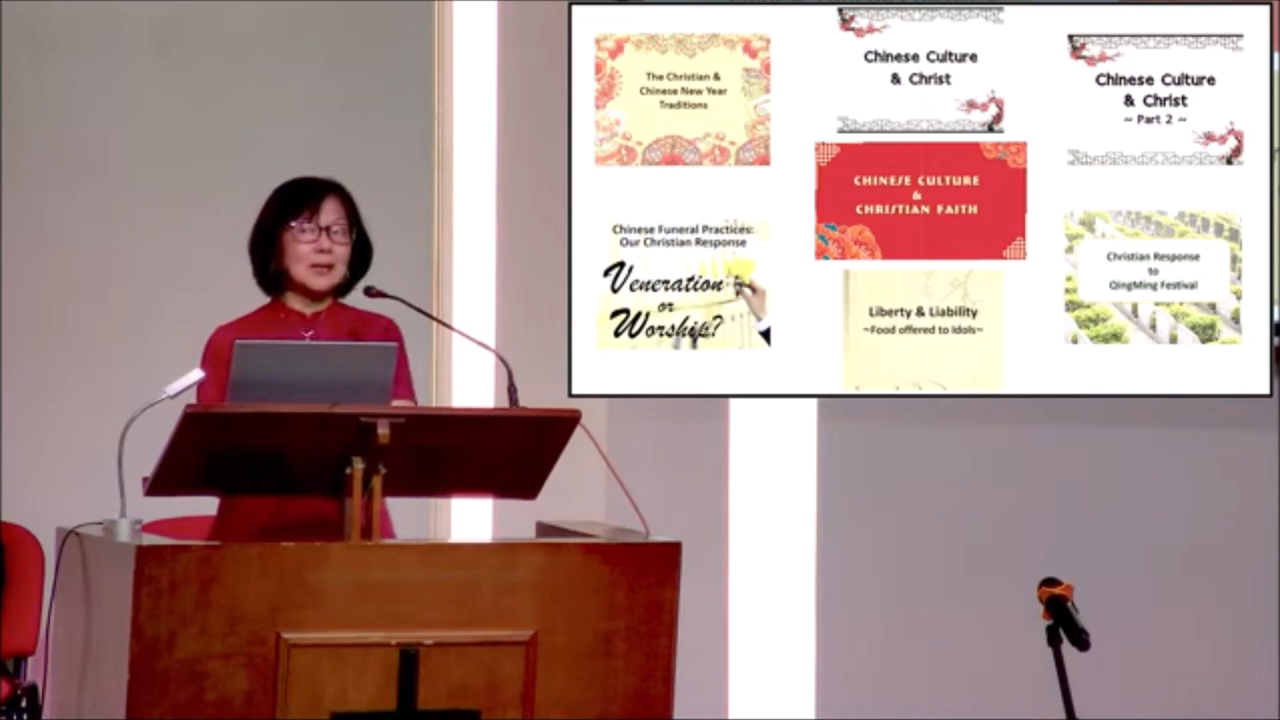 The Christian &
Chinese New Year
Traditions
Chinese Culture
& Christ
Chinese Culture
& Christ
~ Part 2 ~
CHINESE CULTURE
&
CHRISTIAN FAITH
Chinese Funeral Practices:
Our Christian Response
Veneration
or
Worship?
Christian Response
to
QingMing Festival
Liberty & Liability
~Food offered to Idols~